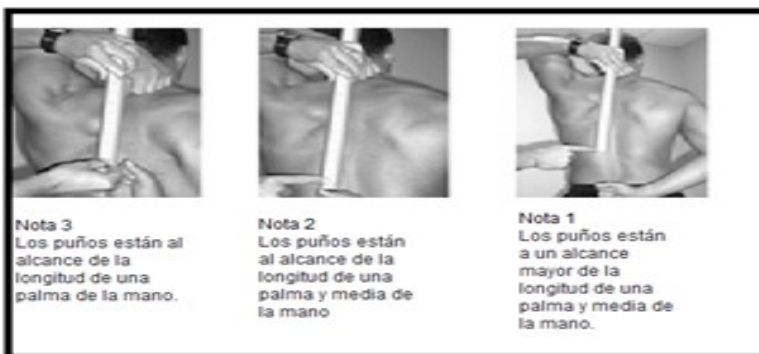 Nota 3
Los puños están al
alcance de la
longitud de una
palma de la mano.
Nota 2
Los puños están
al alcance de la
longitud de una
palma y media de
la mano
Nota 1
Los puños están
a un alcance
mayor de la
longitud de una
palma y media de
la mano.